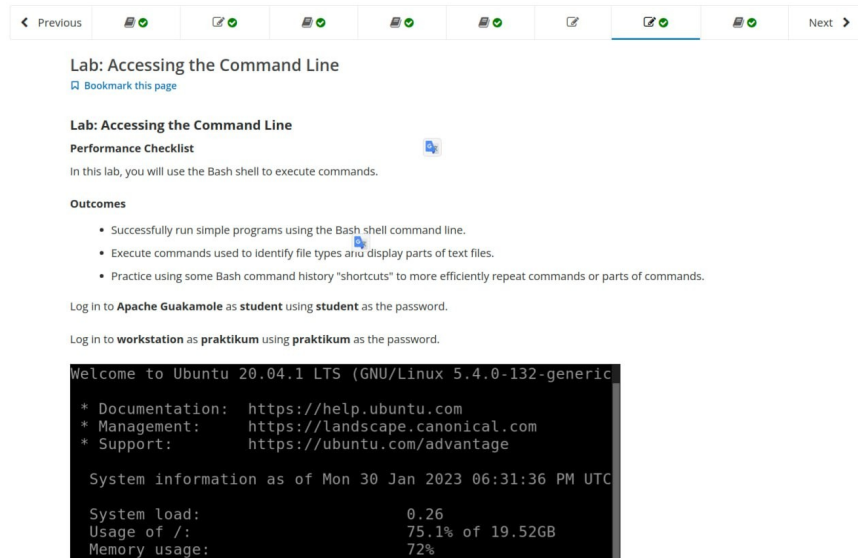 Previous
Next
Lab: Accessing the Command Line
Bookmark this page
Lab: Accessing the Command Line
Performance Checklist
In this lab, you will use the Bash shell to execute commands.
Outcomes
• Successfully run simple programs using the Bash shell command line.
• Execute commands used to identify file types and display parts of text files.
• Practice using some Bash command history "shortcuts" to more efficiently repeat commands or parts of commands.
Log in to Apache Guakamole as student using student as the password.
Log in to workstation as praktikum using praktikum as the password.
Welcome to Ubuntu 20.04.1 LTS (GNU/Linux 5.4.0-132-generic
* Documentation: https://help.ubuntu.com
* Management: https://landscape.canonical.com
* Support: https://ubuntu.com/advantage
System information as of Mon 30 Jan 2023 06:31:36 PM UTC
System load: 0.26
Usage of /: 75.1% of 19.52GB
Memory usage: 72%